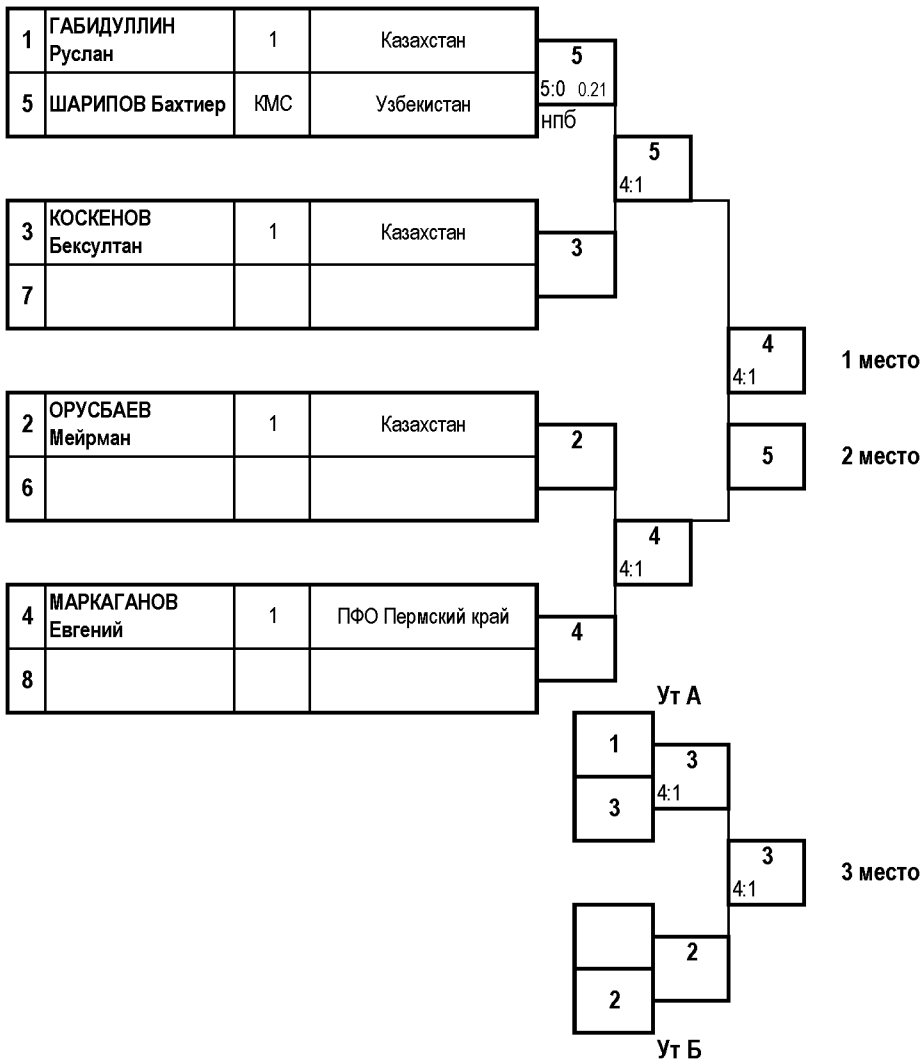 1 ГАБИДУЛЛИН Руслан 1 Казахстан
5 ШАРИПОВ Бахтиер КМС Узбекистан
5
5:0 0.21
нпб
5
4:1
3 КОСКЕНОВ Бексултан 1 Казахстан
7
3
4
4:1
1 место
5
2 место
2 ОРУСБАЕВ Мейрман 1 Казахстан
6
2
4
4:1
4 МАРКАГАНОВ Евгений 1 ПФО Пермский край
8
4
Ут А
1
3
3
4:1
3
4:1
3 место
2
2
Ут Б